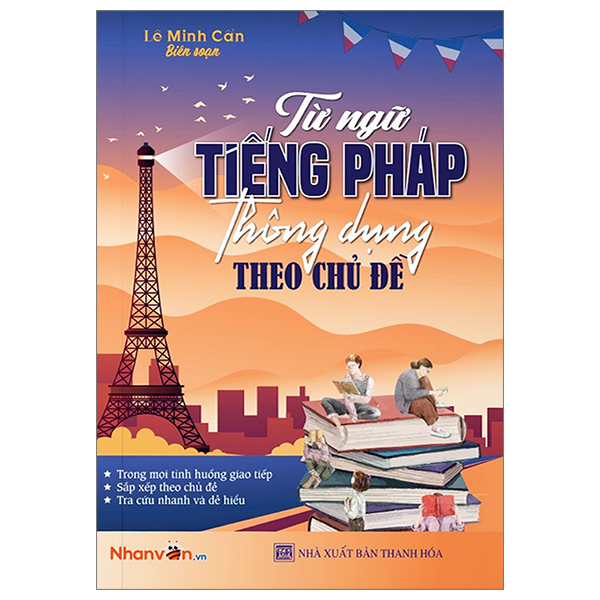 Lê Minh Cẩn
Biên soạn
Từ ngữ
TIẾNG PHÁP
Thông dụng
THEO CHỦ ĐỀ
★ Trong mọi tình huống giao tiếp
★ Sắp xếp theo chủ đề
★ Tra cứu nhanh và dễ hiểu
Nhanvăn.vn
NHÀ XUẤT BẢN THANH HÓA